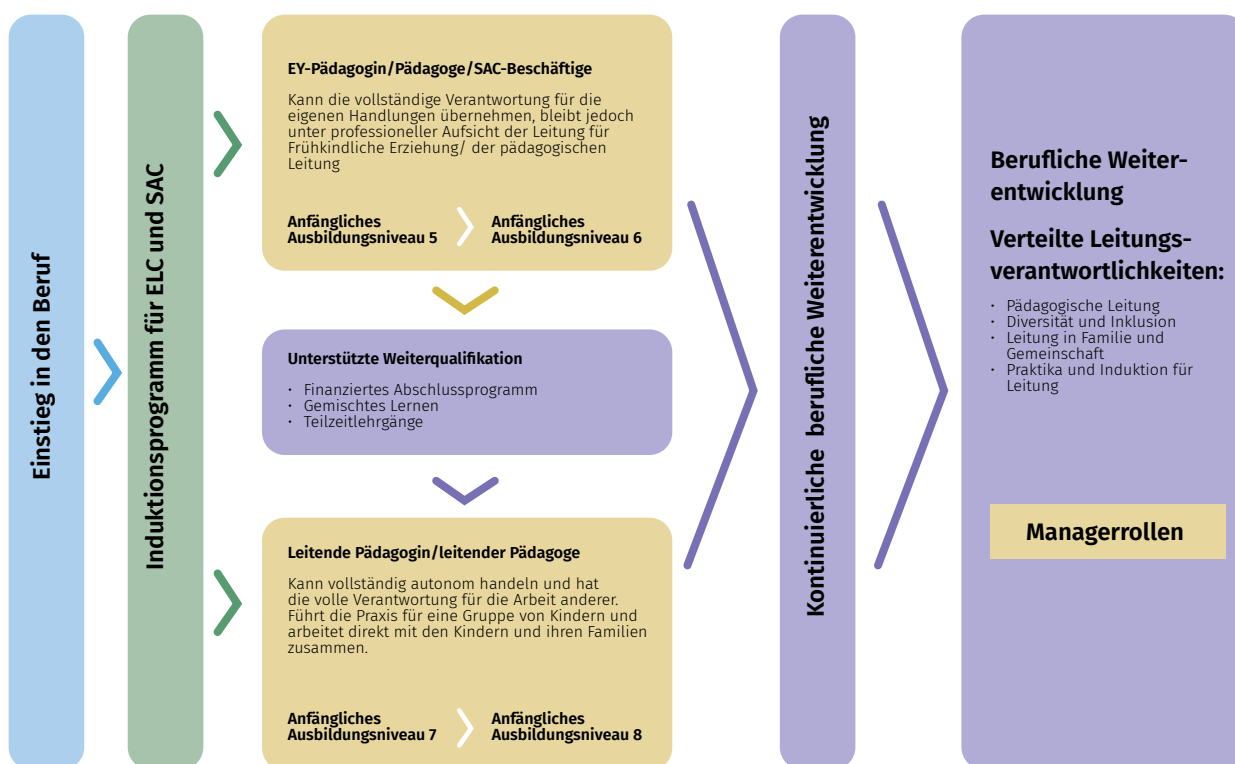 Einstieg in den Beruf
Induktionsprogramm für ELC und SAC
EY-Pädagogin/Pädagoge/SAC-Beschäftige
Kann die vollständige Verantwortung für die
eigenen Handlungen übernehmen, bleibt jedoch
unter professioneller Aufsicht der Leitung für
Frühkindliche Erziehung/ der pädagogischen
Leitung
Anfängliches
Ausbildungsniveau 5
Anfängliches
Ausbildungsniveau 6
Unterstützte Weiterqualifikation
· Finanziertes Abschlussprogramm
· Gemischtes Lernen
· Teilzeitlehrgänge
Leitende Pädagogin/leitender Pädagoge
Kann vollständig autonom handeln und hat
die volle Verantwortung für die Arbeit anderer.
Führt die Praxis für eine Gruppe von Kindern und
arbeitet direkt mit den Kindern und ihren Familien
zusammen.
Anfängliches
Ausbildungsniveau 7
Anfängliches
Ausbildungsniveau 8
Kontinuierliche berufliche Weiterentwicklung
Berufliche Weiter-
entwicklung
Verteilte Leitungs-
verantwortlichkeiten:
· Pädagogische Leitung
· Diversität und Inklusion
· Leitung in Familie und
Gemeinschaft
· Praktika und Induktion für
Leitung
Managerrollen